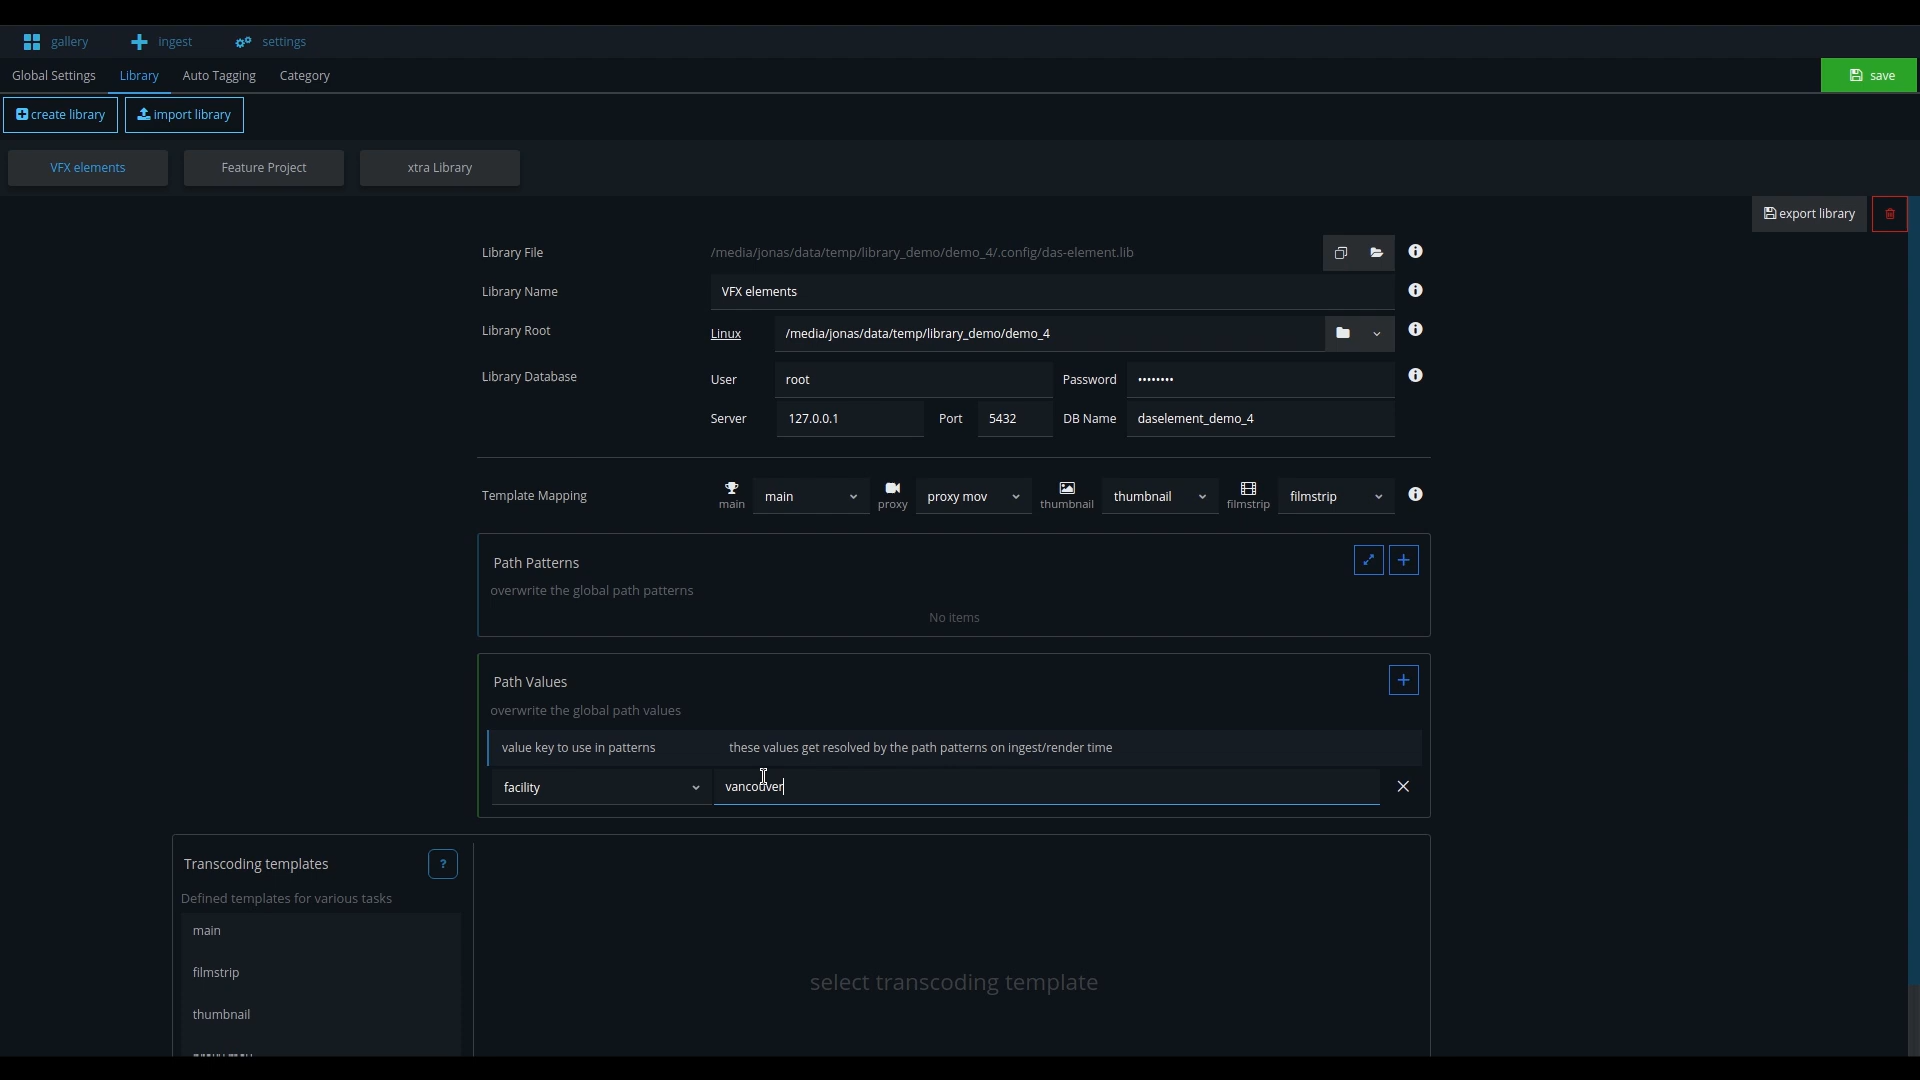 gallery ingest settings
Global Settings Library Auto Tagging Category save
create library import library
VFX elements Feature Project xtra Library
export library
Library File /media/jonas/data/temp/library_demo/demo_4/.config/das-element.lib
Library Name VFX elements
Library Root Linux /media/jonas/data/temp/library_demo/demo_4
Library Database User root Password ••••••••
Server 127.0.0.1 Port 5432 DB Name daselement_demo_4
Template Mapping main main proxy proxy mov thumbnail thumbnail filmstrip filmstrip
Path Patterns
overwrite the global path patterns
No items
Path Values
overwrite the global path values
value key to use in patterns these values get resolved by the path patterns on ingest/render time
facility vancouver
Transcoding templates ?
Defined templates for various tasks
main
filmstrip
select transcoding template
thumbnail